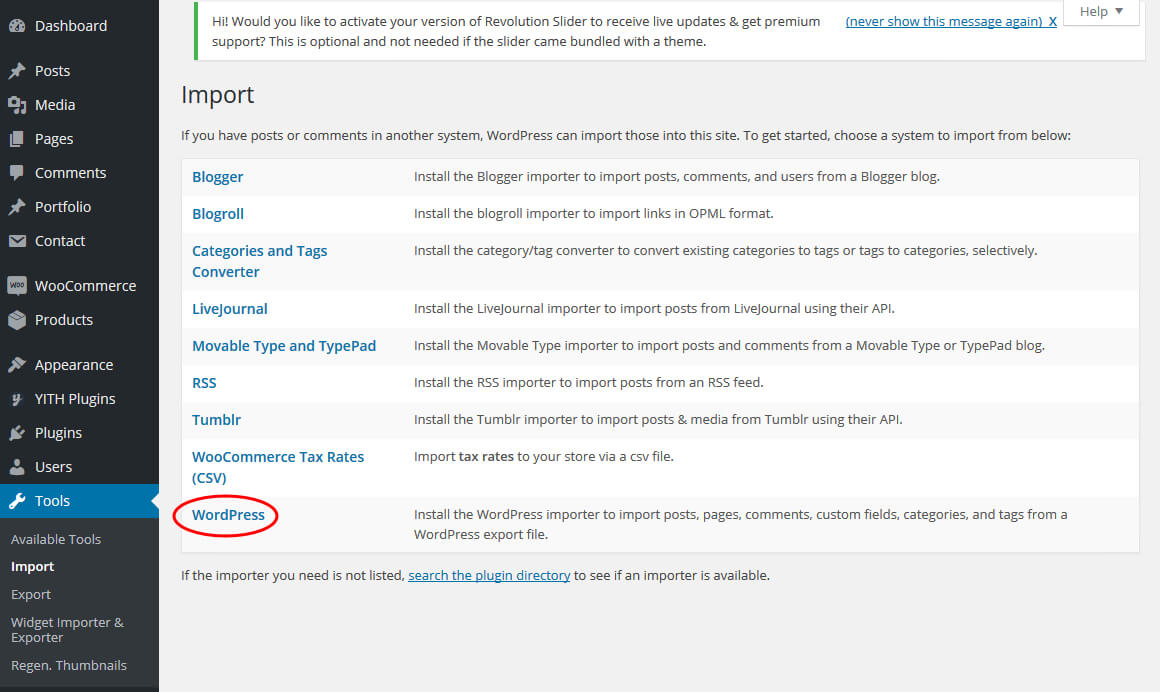 Dashboard
Posts
Media
Pages
Comments
Portfolio
Contact
WOO WooCommerce
Products
Appearance
YITH Plugins
Plugins
Users
Tools
Available Tools
Import
Export
Widget Importer &
Exporter
Regen. Thumbnails
Hi! Would you like to activate your version of Revolution Slider to receive live updates & get premium
support? This is optional and not needed if the slider came bundled with a theme.
(never show this message again) X
Help ▼
Import
If you have posts or comments in another system, WordPress can import those into this site. To get started, choose a system to import from below:
Blogger Install the Blogger importer to import posts, comments, and users from a Blogger blog.
Blogroll Install the blogroll importer to import links in OPML format.
Categories and Tags Install the category/tag converter to convert existing categories to tags or tags to categories, selectively.
Converter
LiveJournal Install the LiveJournal importer to import posts from LiveJournal using their API.
Movable Type and TypePad Install the Movable Type importer to import posts and comments from a Movable Type or TypePad blog.
RSS Install the RSS importer to import posts from an RSS feed.
Tumblr Install the Tumblr importer to import posts & media from Tumblr using their API.
WooCommerce Tax Rates Import tax rates to your store via a csv file.
(CSV)
WordPress Install the WordPress importer to import posts, pages, comments, custom fields, categories, and tags from a
WordPress export file.
If the importer you need is not listed, search the plugin directory to see if an importer is available.